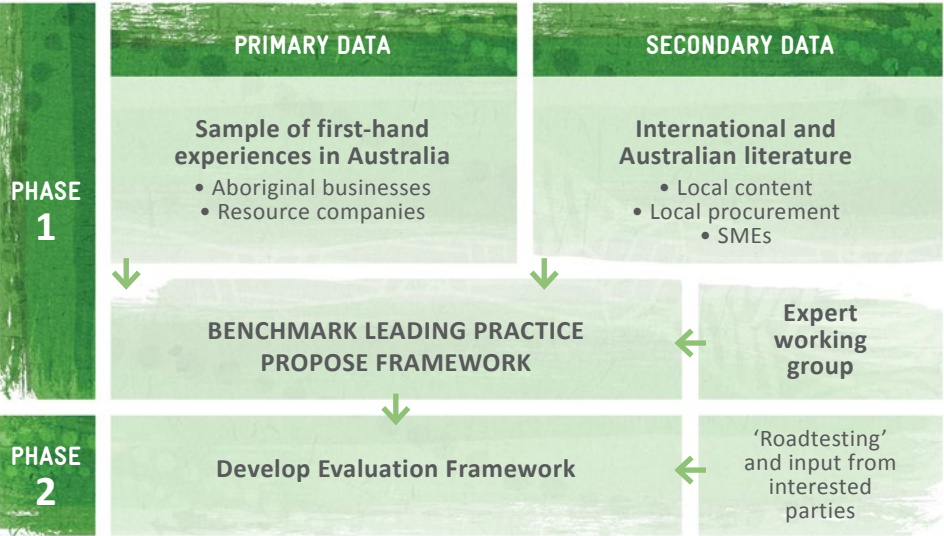 PRIMARY DATA
SECONDARY DATA
PHASE
1
Sample of first-hand
experiences in Australia
• Aboriginal businesses
• Resource companies
International and
Australian literature
• Local content
• Local procurement
• SMEs
BENCHMARK LEADING PRACTICE
PROPOSE FRAMEWORK
Expert
working
group
PHASE
2
Develop Evaluation Framework
‘Roadtesting’
and input from
interested
parties